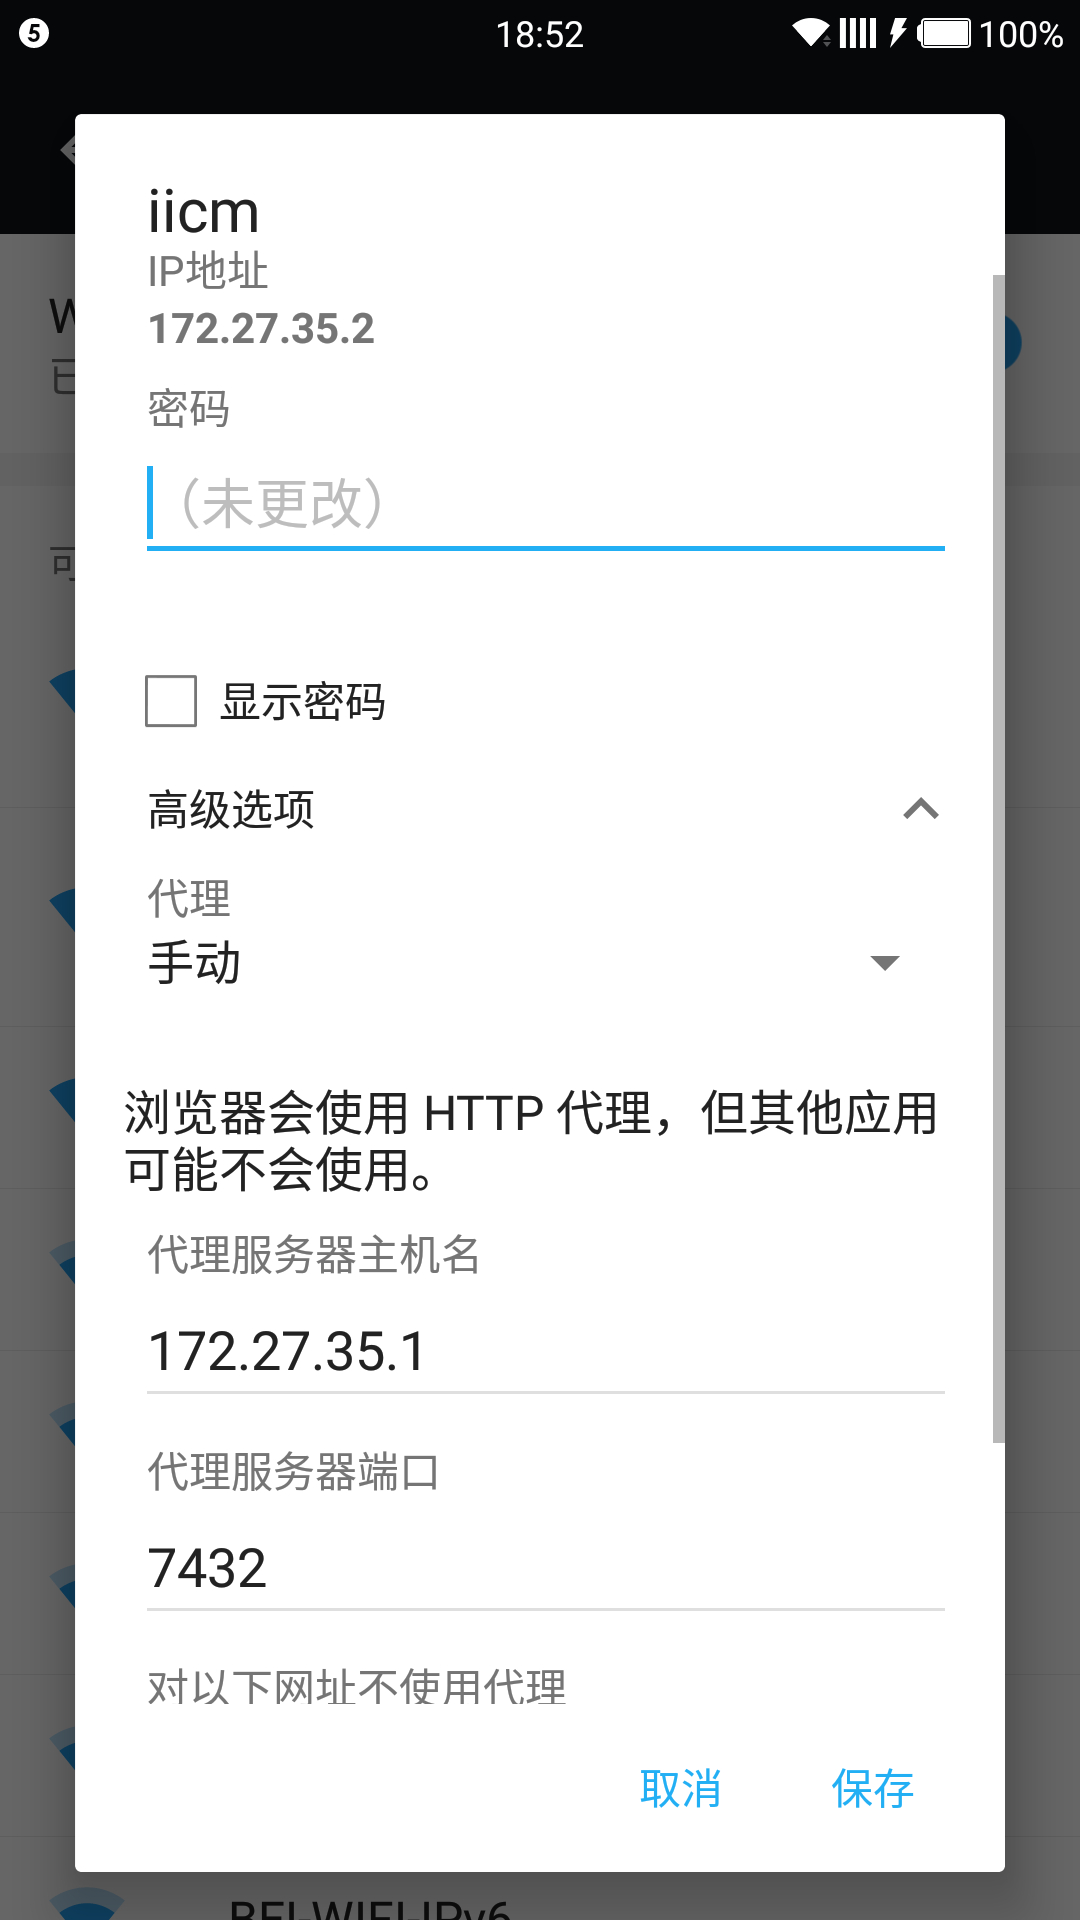 5
18:52
100%
iicm
IP地址
172.27.35.2
密码
（未更改）
显示密码
高级选项
代理
手动
浏览器会使用 HTTP 代理，但其他应用
可能不会使用。
代理服务器主机名
172.27.35.1
代理服务器端口
7432
对以下网址不使用代理
取消
保存
BFI-WIFI-IPv6